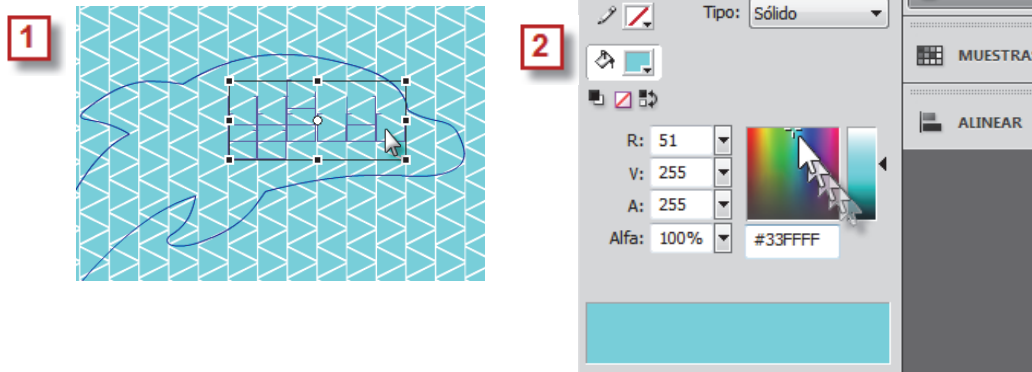 1
2
Tipo: Sólido
MUESTRA
ALINEAR
R: 51
V: 255
A: 255
Alfa: 100%
#33FFFF